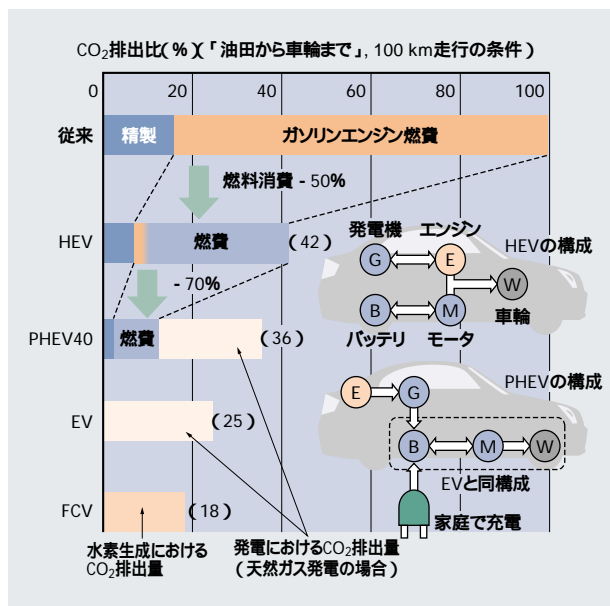 CO2排出比(%)(「油田から車輪まで」, 100 km走行の条件)
0 20 40 60 80 100
従来 精製 ガソリンエンジン燃費
燃料消費 - 50%
HEV 燃費 (42)
- 70%
PHEV40 燃費 (36)
EV (25)
FCV (18)
水素生成における
CO2排出量
発電におけるCO2排出量
(天然ガス発電の場合)
発電機 エンジン
HEVの構成
G E
W
B M
車輪
バッテリ モータ
PHEVの構成
E G
B M W
EVと同構成
家庭で充電